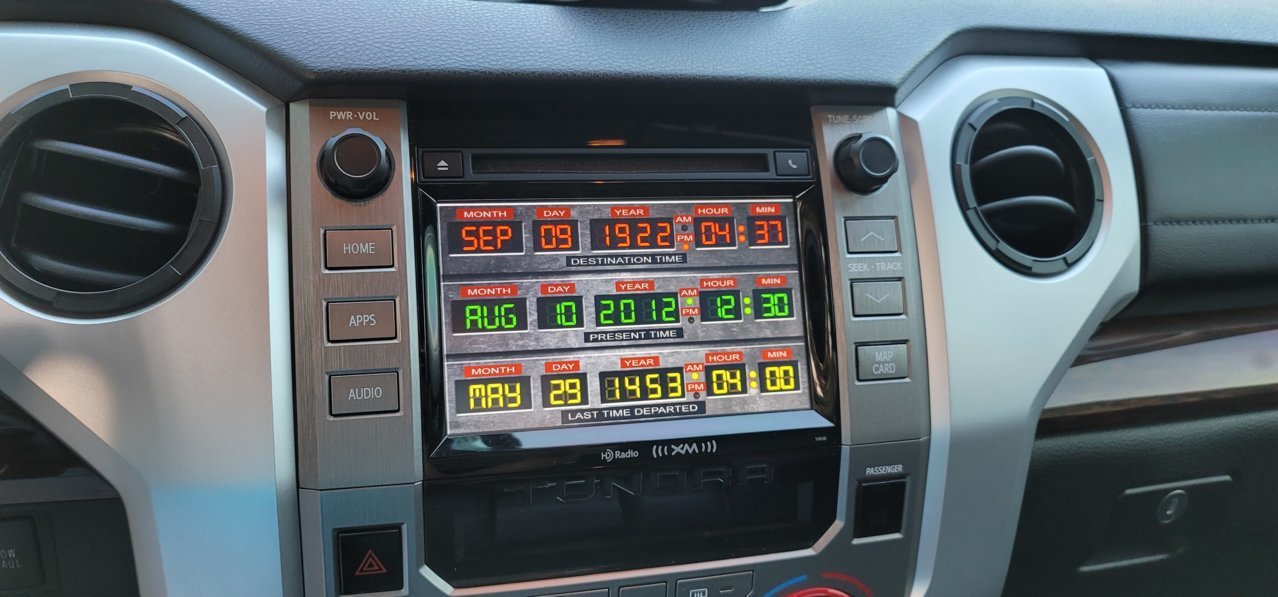 PWR·VOL
TUNE·SCROLL
HOME
APPS
AUDIO
MONTH DAY YEAR AM HOUR MIN
SEP 09 1922 PM 04:37
DESTINATION TIME
MONTH DAY YEAR AM HOUR MIN
AUG 10 2012 PM 12:30
PRESENT TIME
MONTH DAY YEAR AM HOUR MIN
MAY 29 1453 PM 04:00
LAST TIME DEPARTED
SEEK·TRACK
MAP
CARD
HD Radio ((( XM )))
TUNDRA
PASSENGER